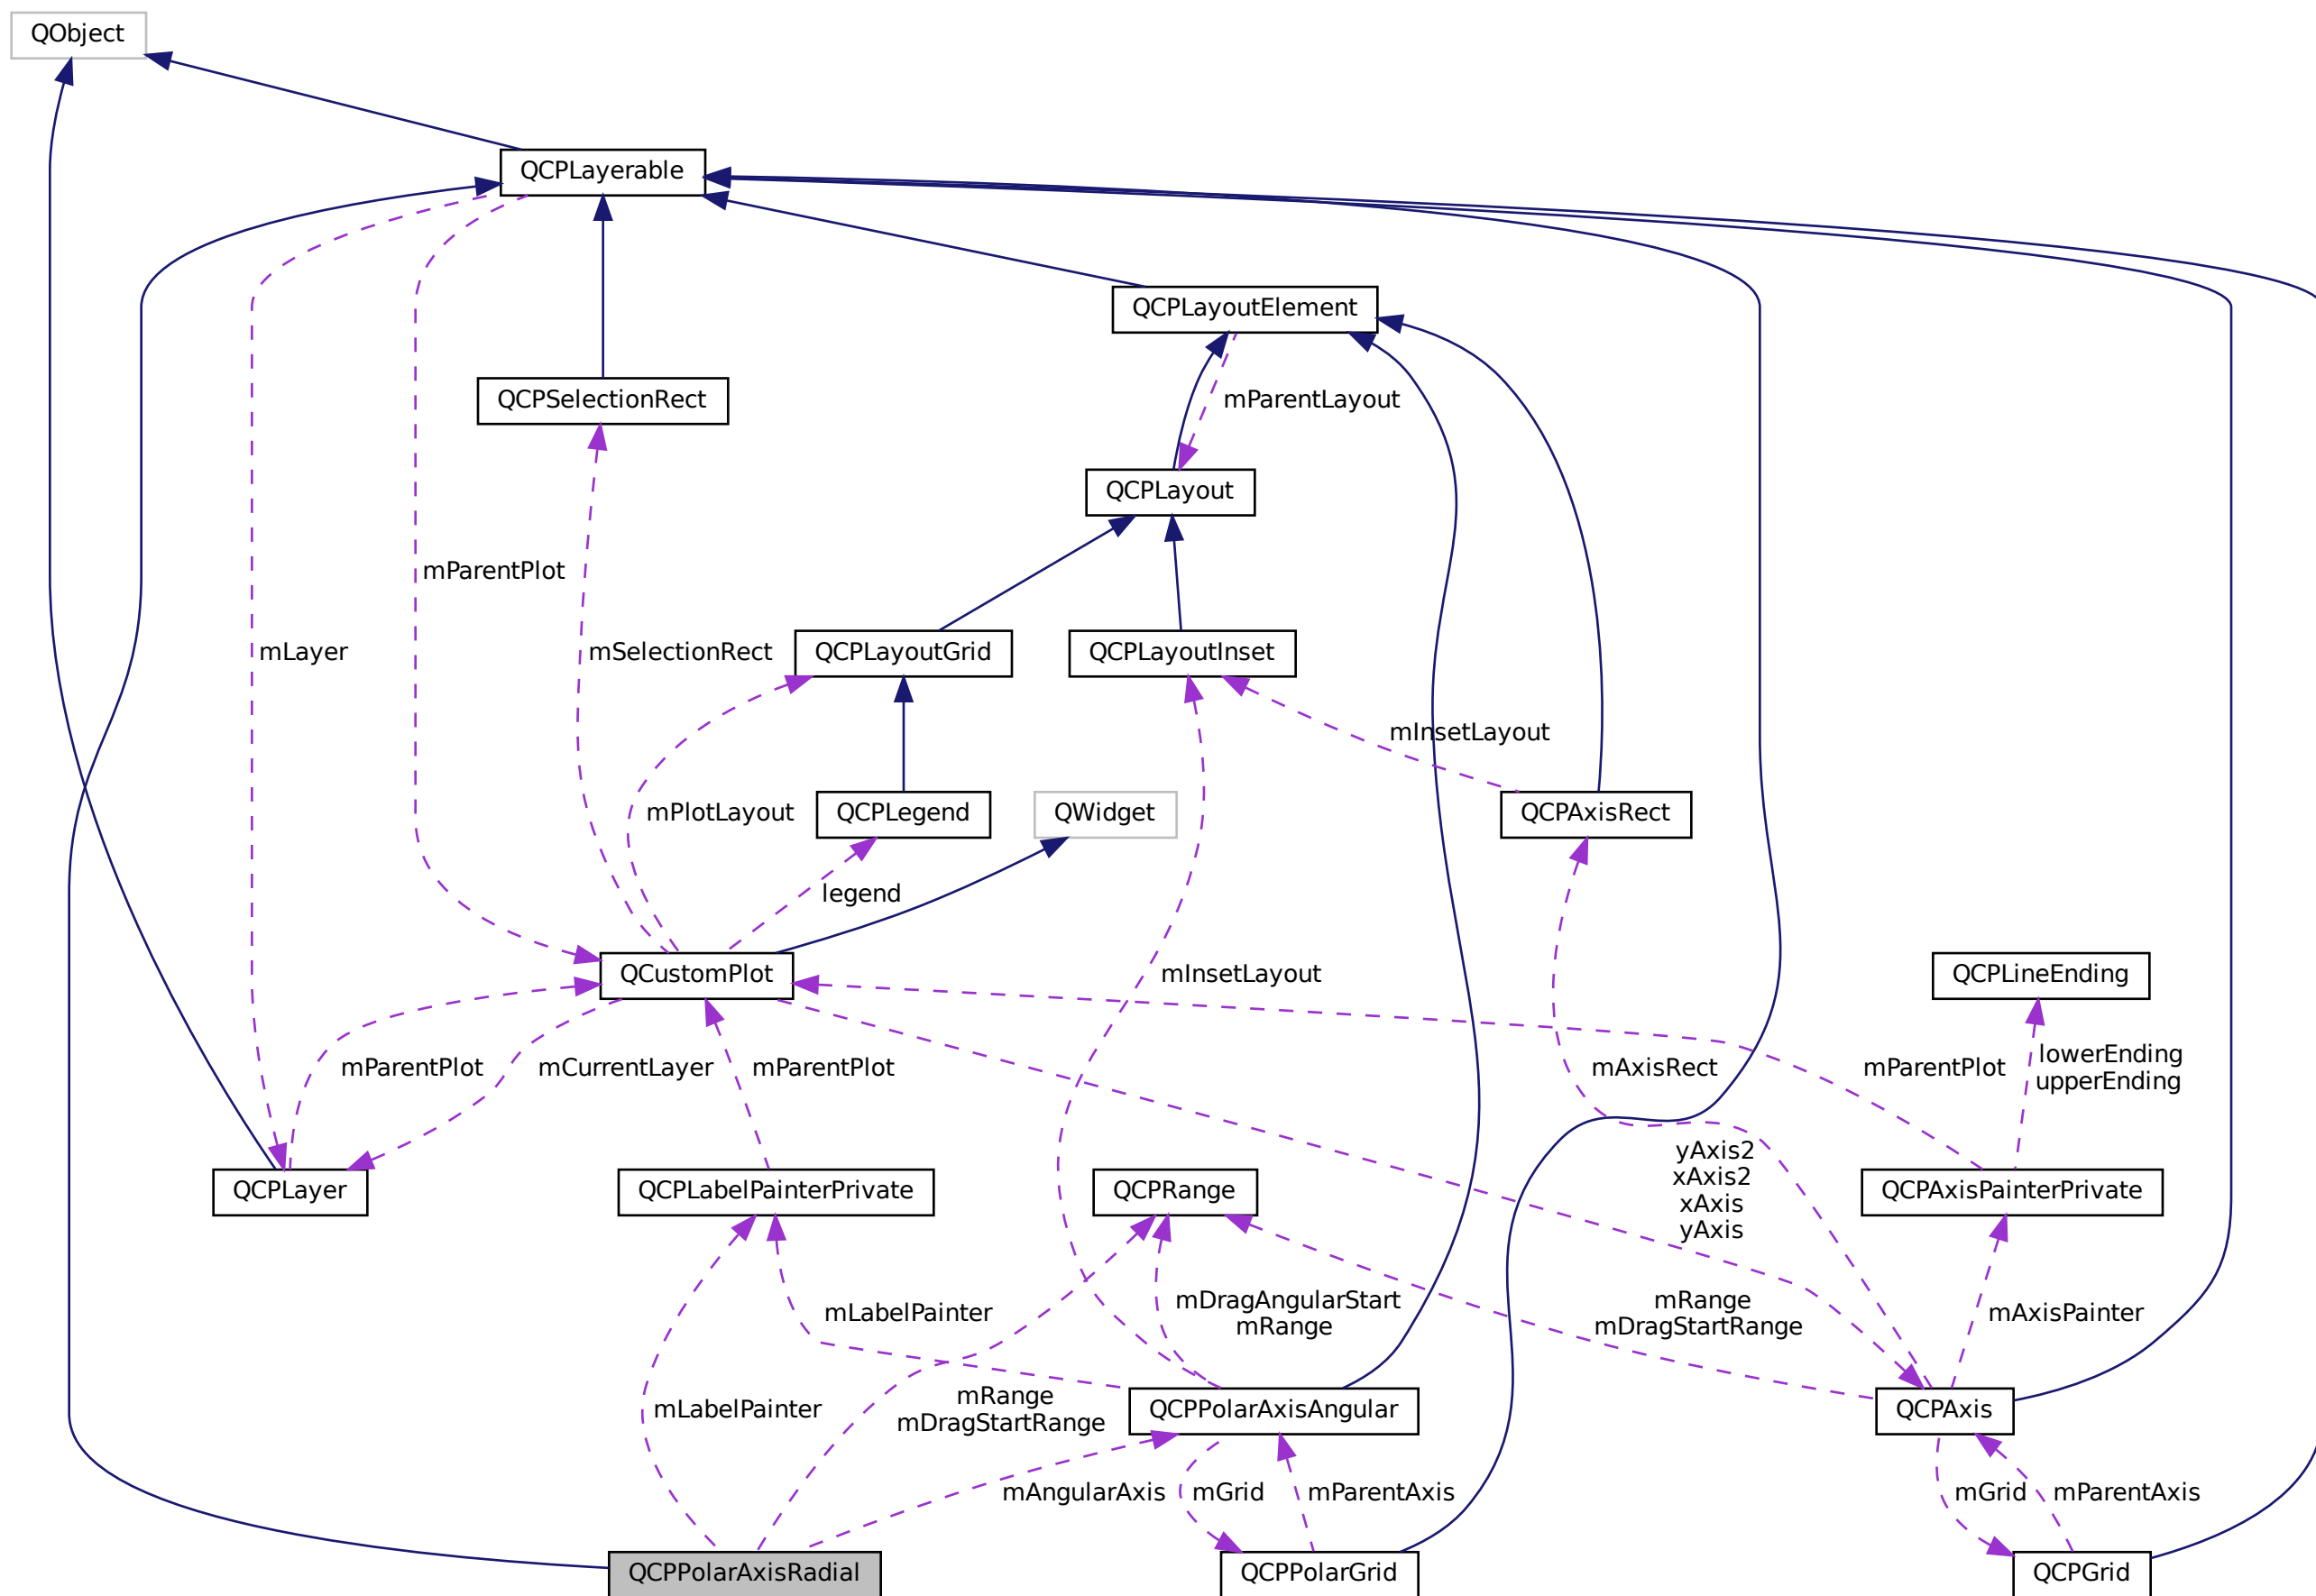 QObject
QCPLayerable
QCPLayoutElement
QCPSelectionRect
mParentLayout
QCPLayout
mParentPlot
mLayer
mSelectionRect
QCPLayoutGrid
QCPLayoutInset
mInsetLayout
mPlotLayout
QCPLegend
QWidget
QCPAxisRect
legend
QCustomPlot
mInsetLayout
QCPLineEnding
mParentPlot
mCurrentLayer
mParentPlot
mAxisRect
mParentPlot
lowerEnding
upperEnding
yAxis2
xAxis2
xAxis
yAxis
QCPLayer
QCPLabelPainterPrivate
QCPRange
QCPAxisPainterPrivate
mLabelPainter
mDragAngularStart
mRange
mRange
mDragStartRange
mAxisPainter
mLabelPainter
mRange
mDragStartRange
QCPPolarAxisAngular
QCPAxis
mAngularAxis
mGrid
mParentAxis
mGrid
mParentAxis
QCPPolarAxisRadial
QCPPolarGrid
QCPGrid